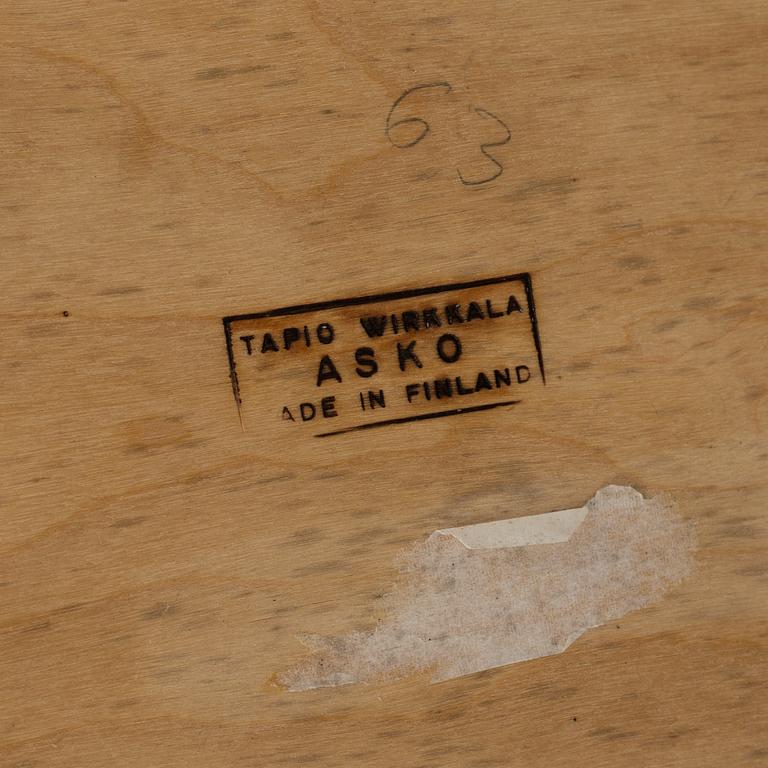 63
TAPIO WIRKKALA
ASKO
ADE IN FINLAND